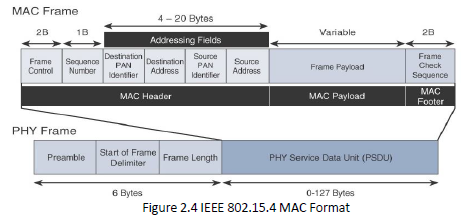 MAC Frame
4 – 20 Bytes
2B 1B Addressing Fields Variable 2B
Frame Control
Sequence Number
Destination PAN Identifier
Destination Address
Source PAN Identifier
Source Address
Frame Payload
Frame Check Sequence
MAC Header
MAC Payload
MAC Footer
PHY Frame
Preamble
Start of Frame Delimiter
Frame Length
PHY Service Data Unit (PSDU)
6 Bytes
0-127 Bytes
Figure 2.4 IEEE 802.15.4 MAC Format